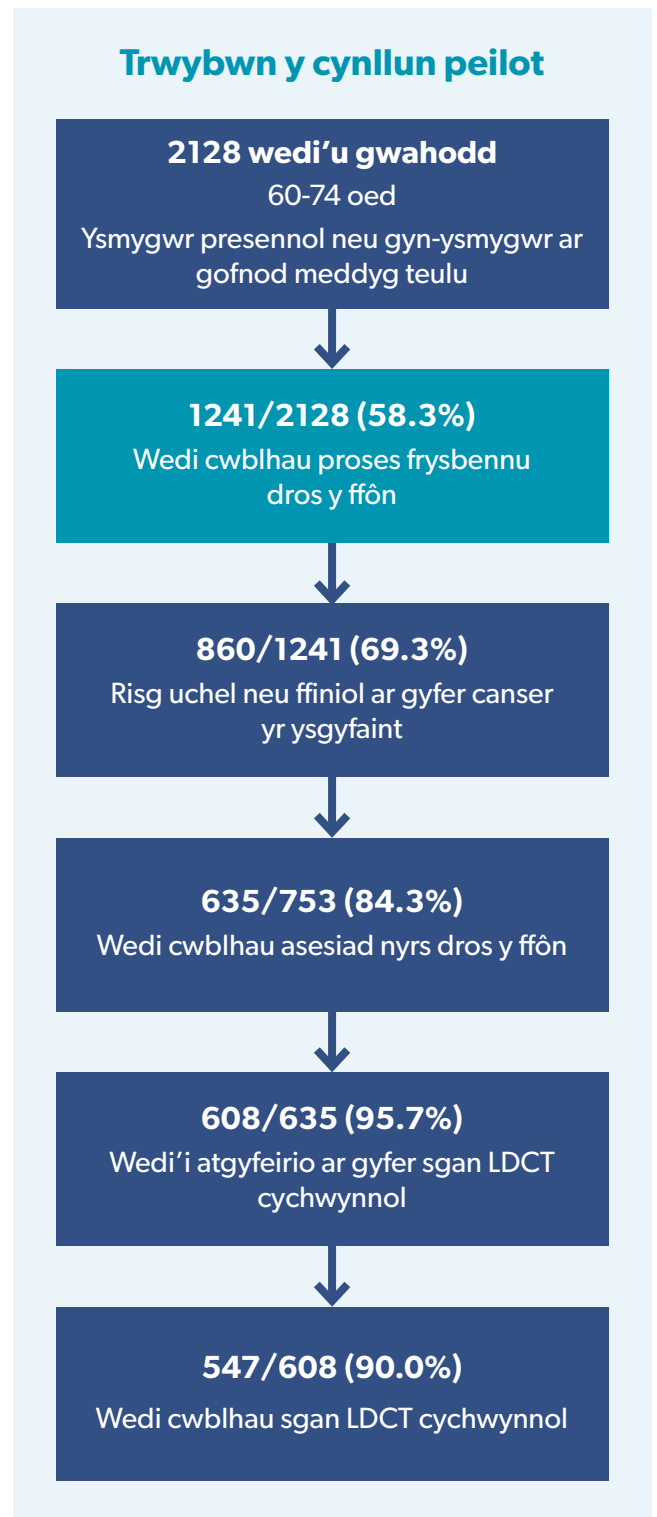 Trwybwn y cynllun peilot
2128 wedi’u gwahodd
60-74 oed
Ysmygwr presennol neu gyn-ysmygwr ar
gofnod meddyg teulu
1241/2128 (58.3%)
Wedi cwblhau proses frysbennu
dros y ffôn
860/1241 (69.3%)
Risg uchel neu ffiniol ar gyfer canser
yr ysgyfaint
635/753 (84.3%)
Wedi cwblhau asesiad nyrs dros y ffôn
608/635 (95.7%)
Wedi’i atgyfeirio ar gyfer sgan LDCT
cychwynnol
547/608 (90.0%)
Wedi cwblhau sgan LDCT cychwynnol